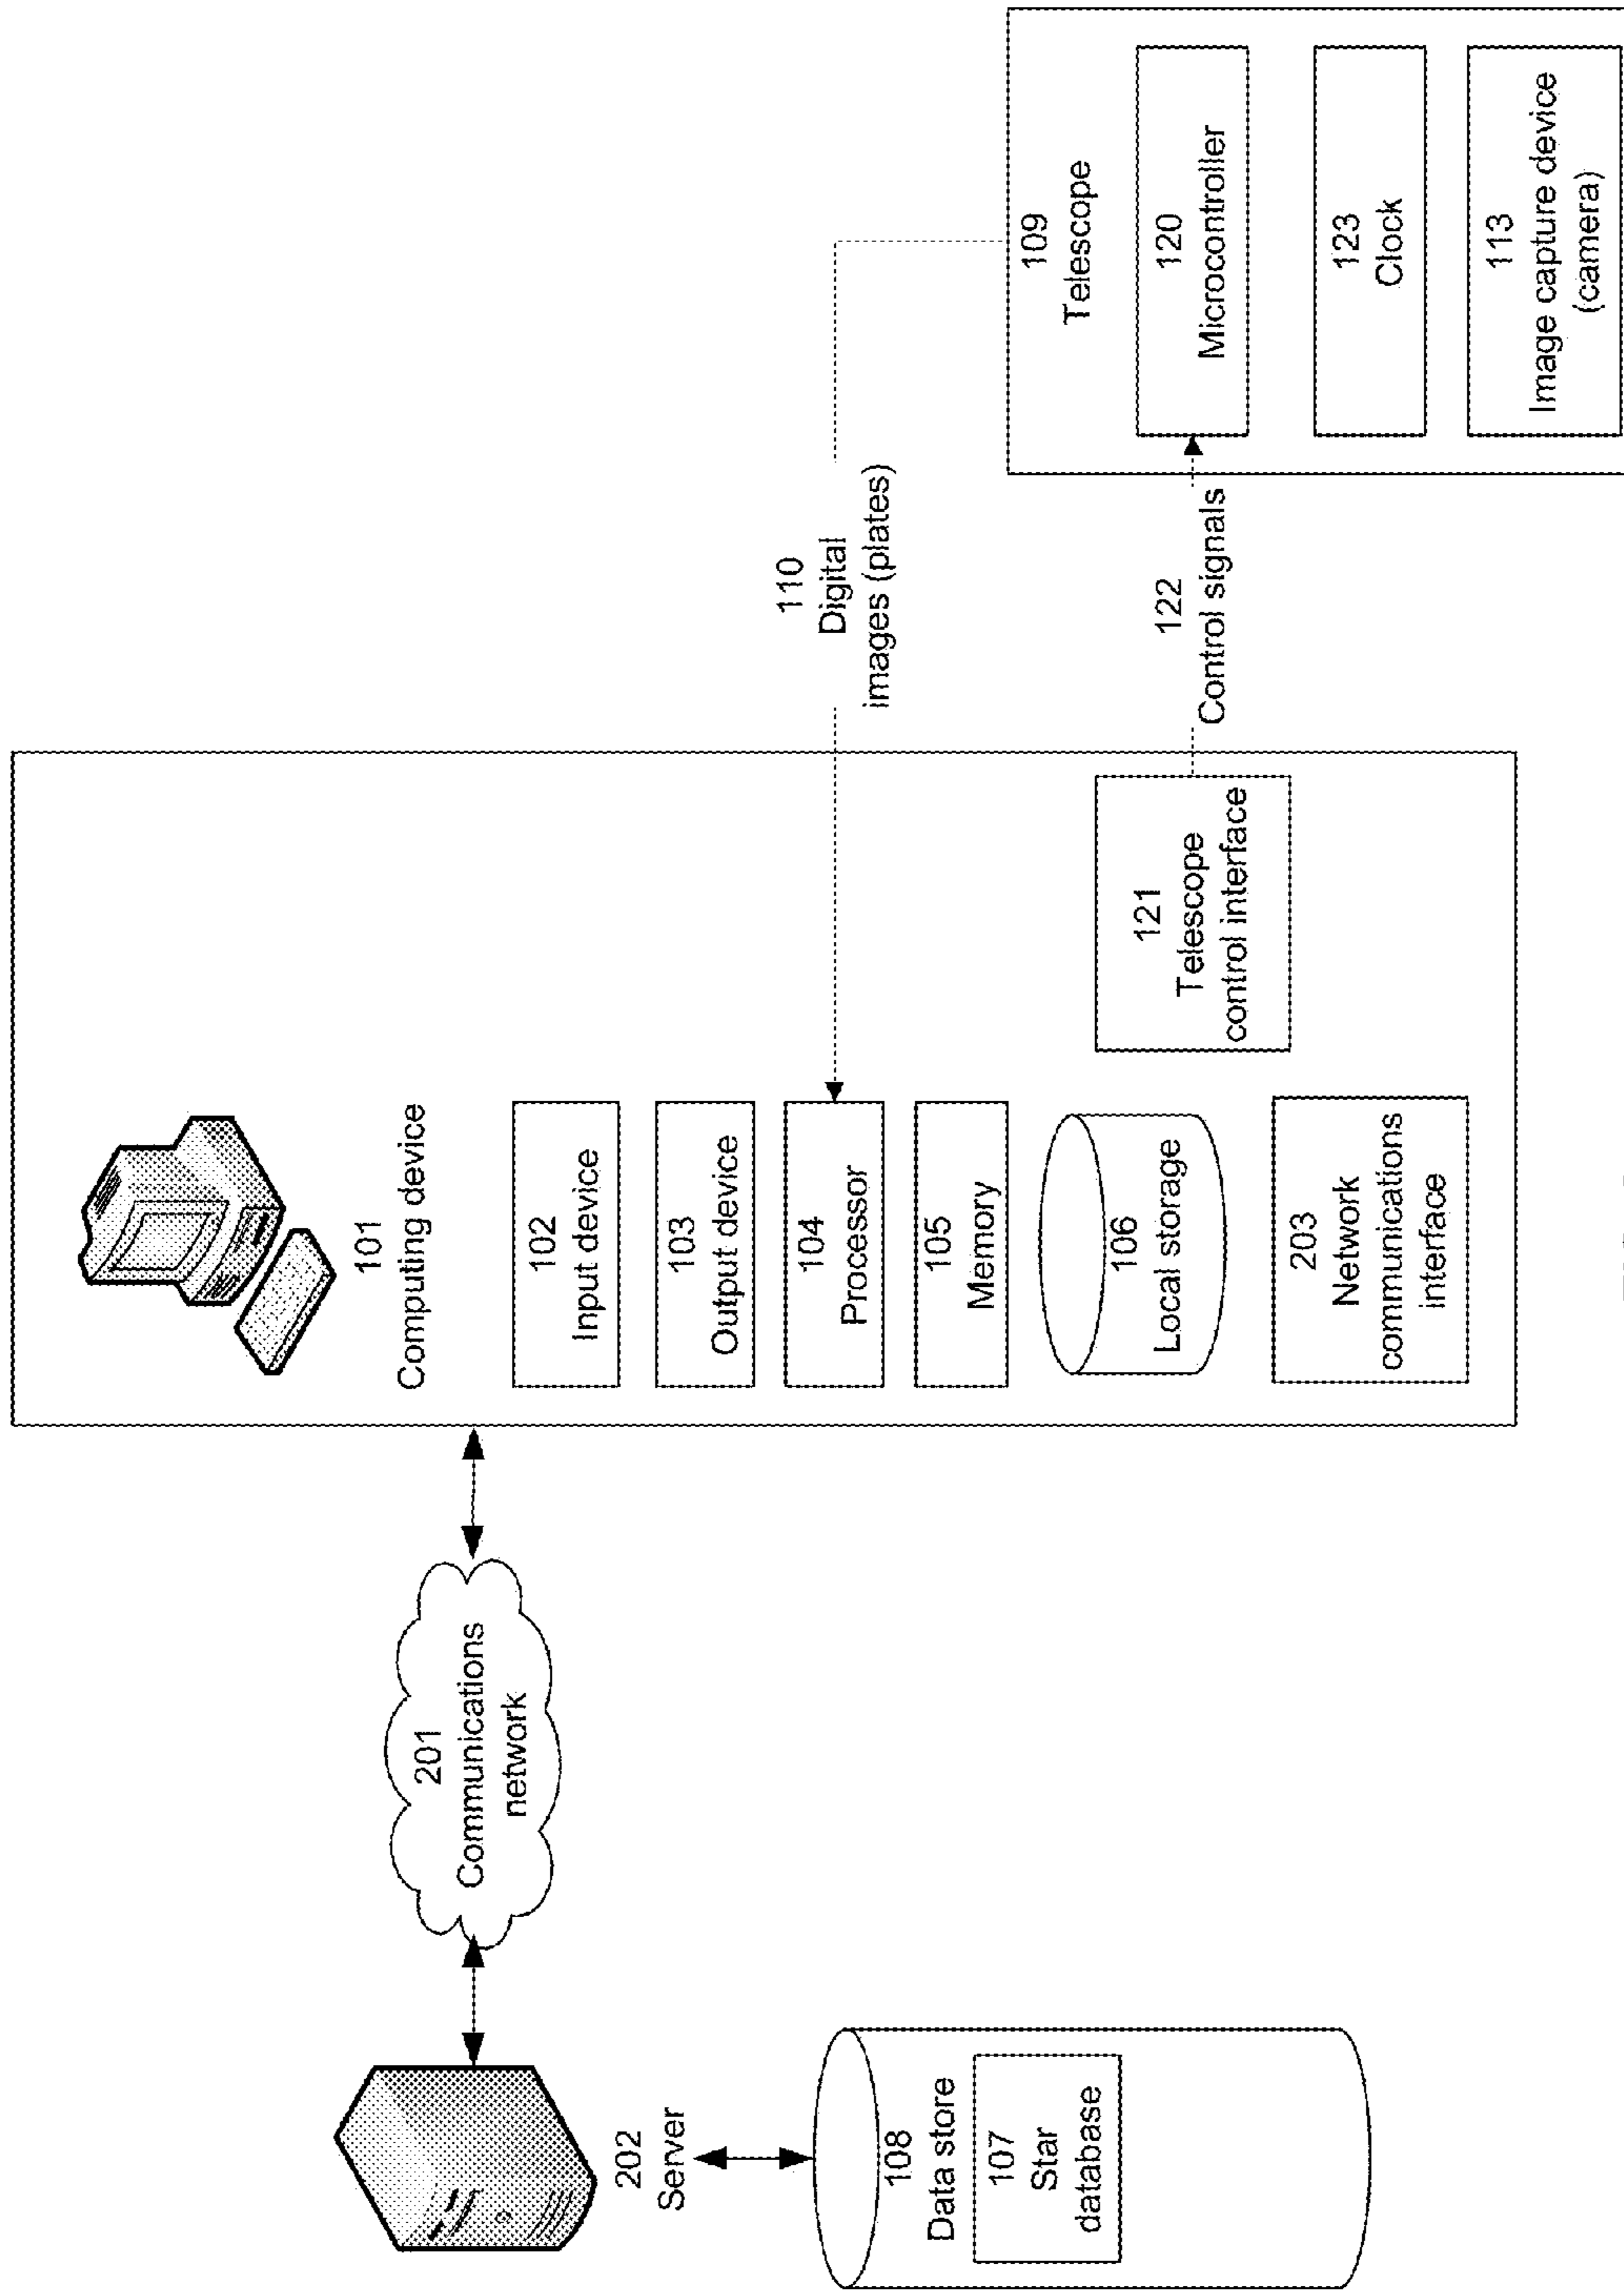 202
Server
108
Data store
107
Star
database
201
Communications
network
101
Computing device
102
Input device
103
Output device
104
Processor
105
Memory
106
Local storage
203
Network
communications
interface
121
Telescope
control interface
110
Digital
images (plates)
122
Control signals
109
Telescope
120
Microcontroller
123
Clock
113
Image capture device
(camera)